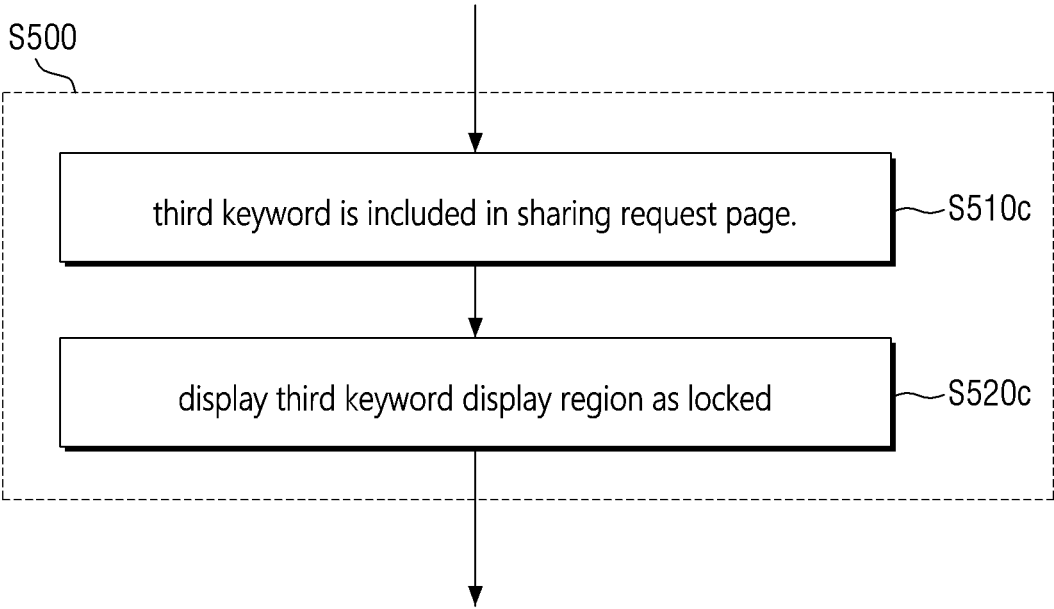 S500
third keyword is included in sharing request page.
S510c
display third keyword display region as locked
S520c